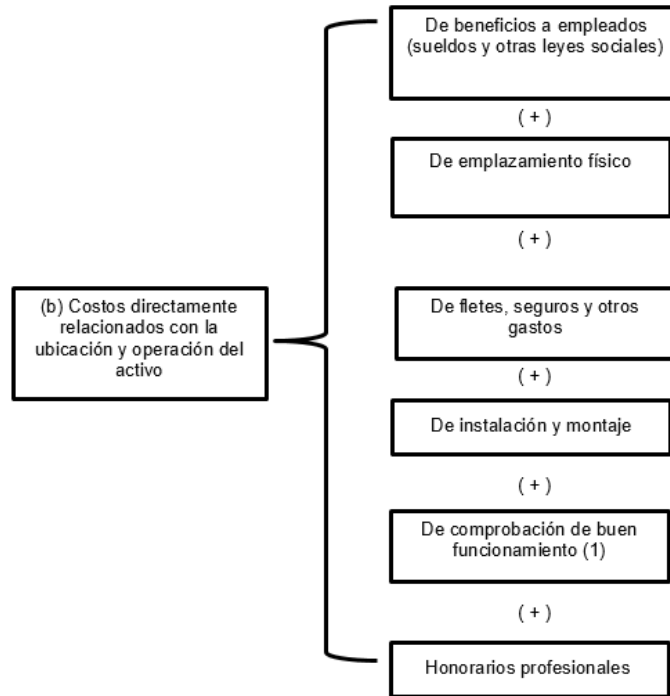 (b) Costos directamente
relacionados con la
ubicación y operación del
activo
De beneficios a empleados
(sueldos y otras leyes sociales)
( + )
De emplazamiento físico
( + )
De fletes, seguros y otros
gastos
( + )
De instalación y montaje
( + )
De comprobación de buen
funcionamiento (1)
( + )
Honorarios profesionales